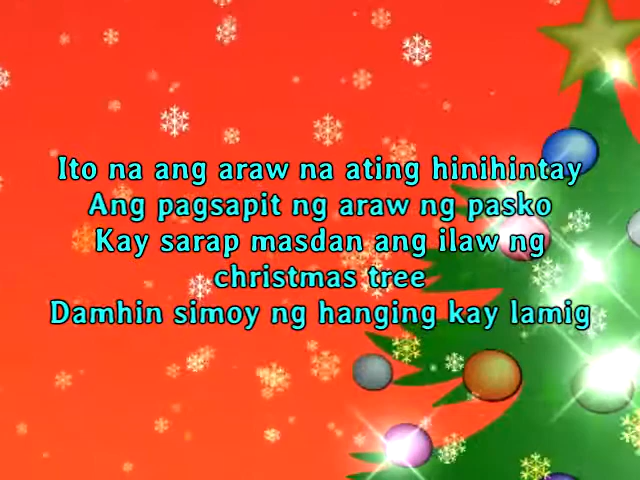 Ito na ang araw na ating hinihintay
Ang pagsapit ng araw ng pasko
Kay sarap masdan ang ilaw ng
christmas tree
Damhin simoy ng hanging kay lamig